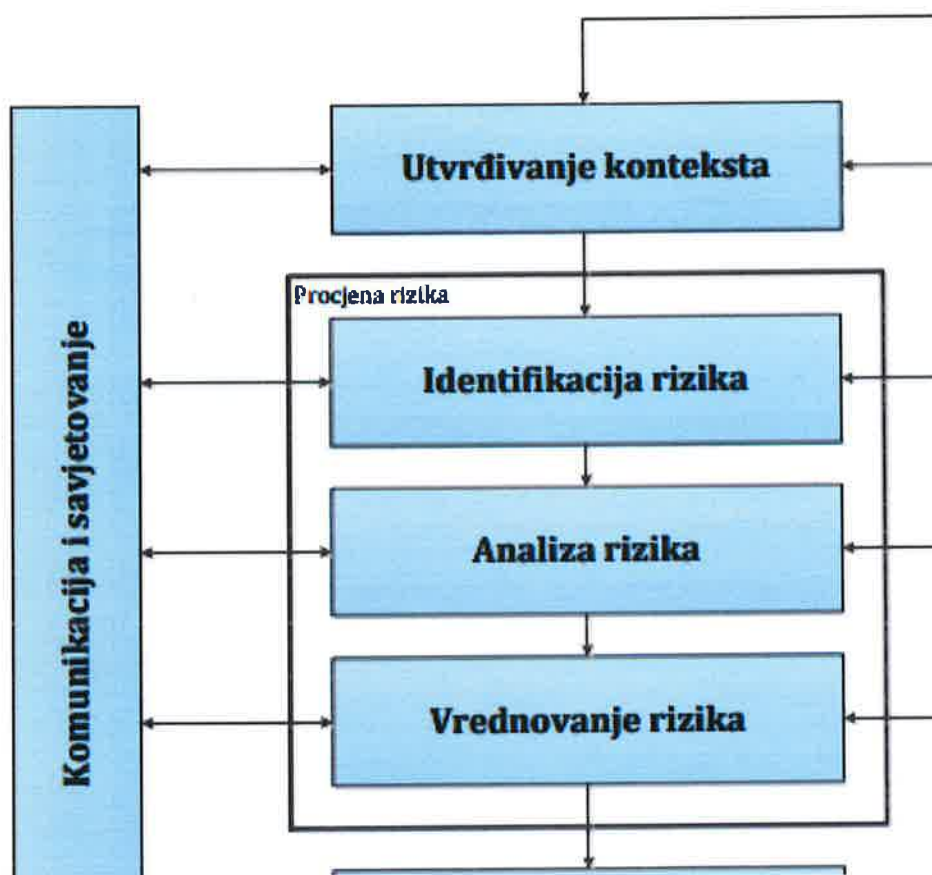 Utvrđivanje konteksta
Procjena rizika
Identifikacija rizika
Analiza rizika
Vrednovanje rizika
Komunikacija i savjetovanje